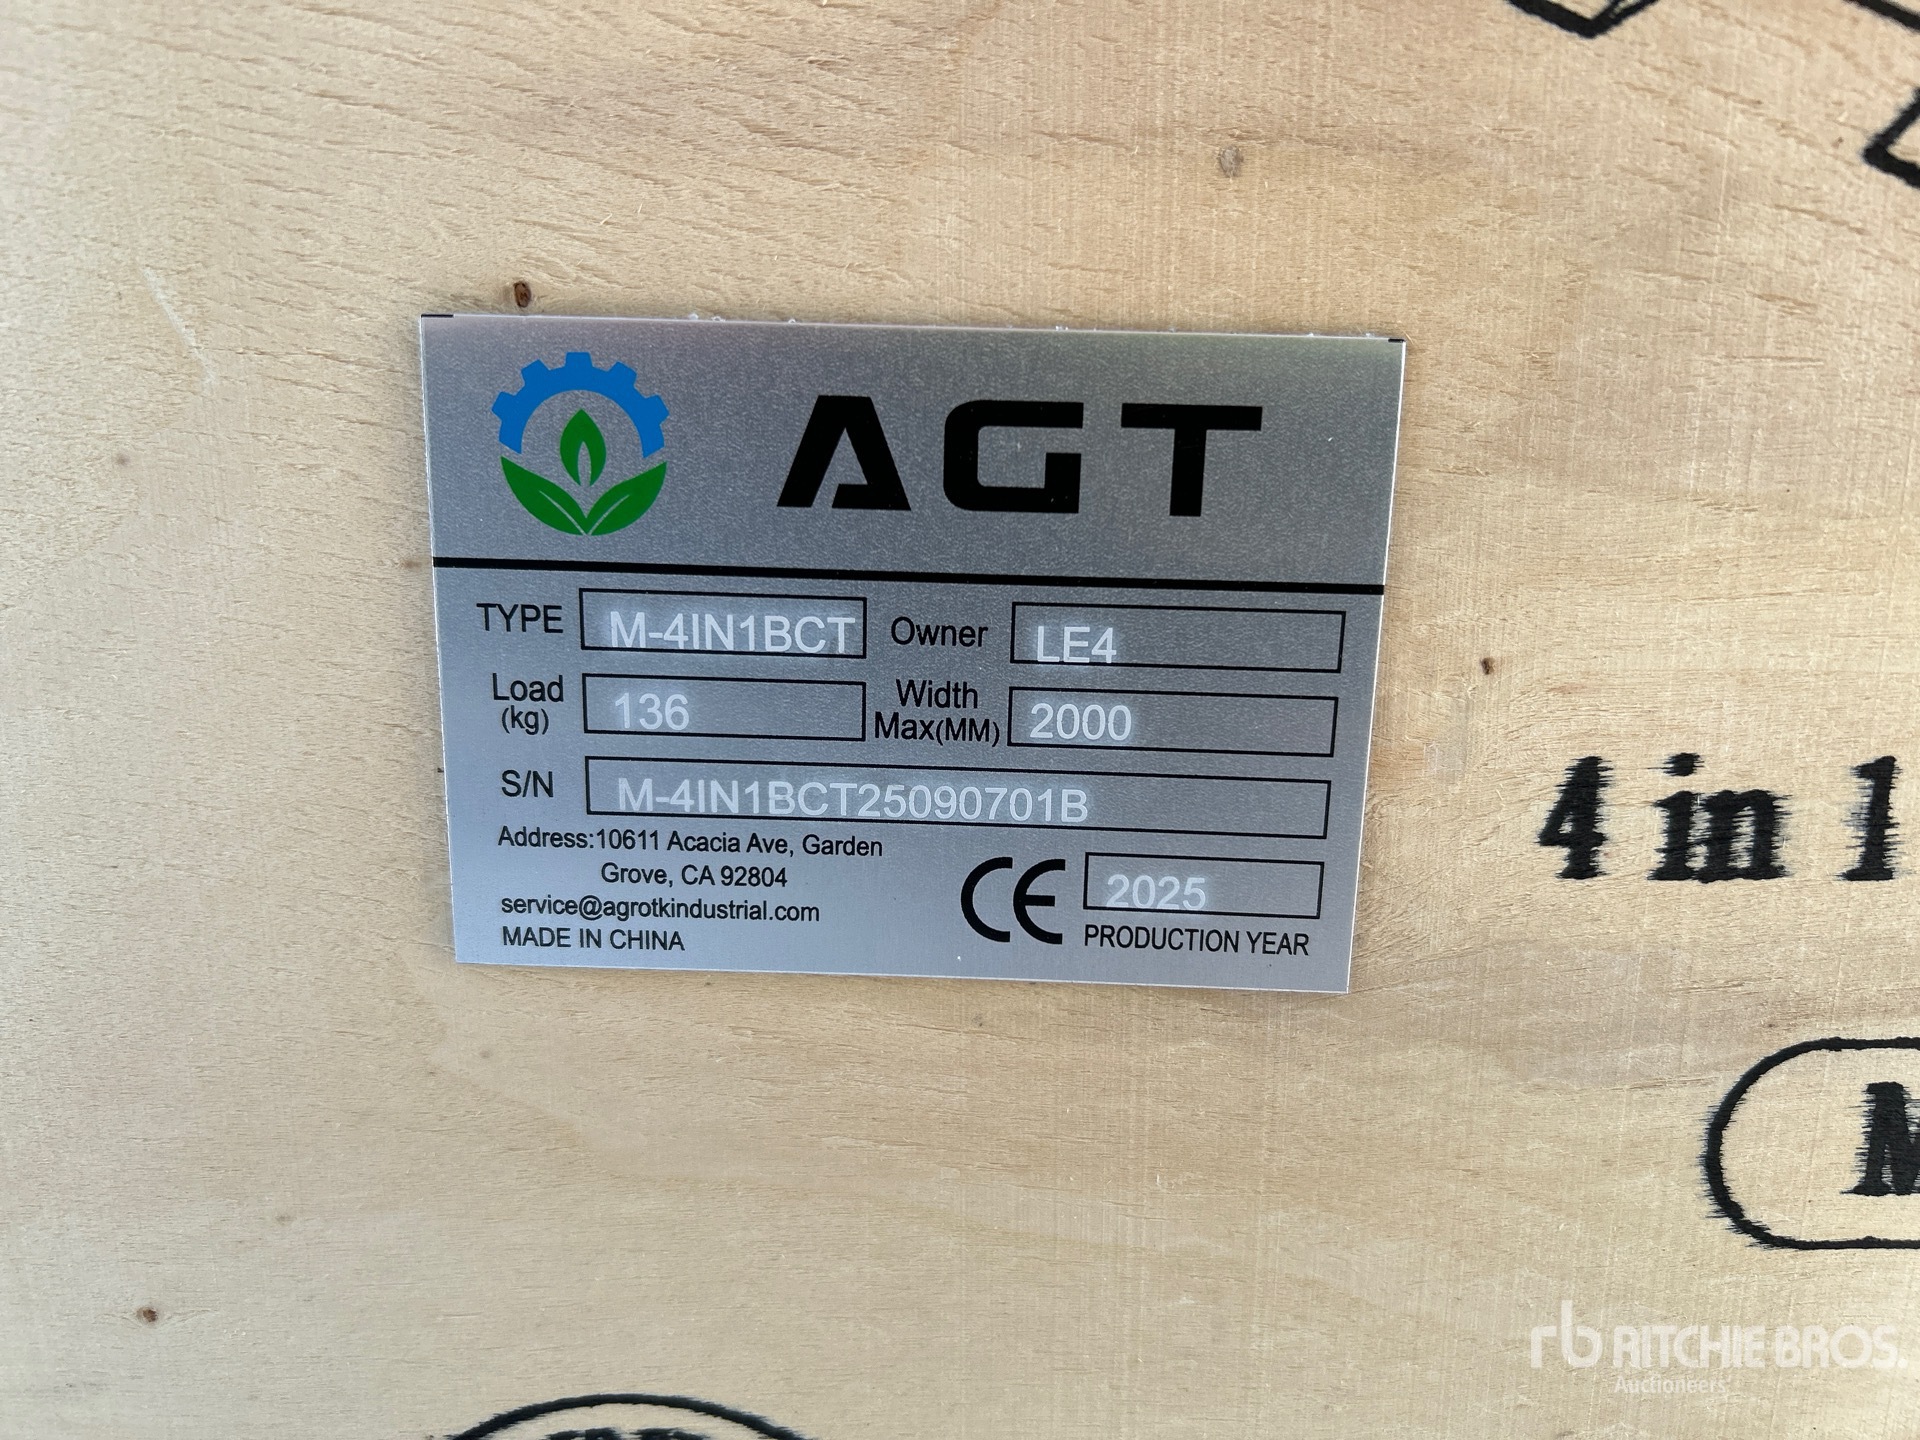 AGT
TYPE M-4IN1BCT Owner LE4
Load (kg) 136 Width Max(MM) 2000
S/N M-4IN1BCT25090701B
Address:10611 Acacia Ave, Garden
Grove, CA 92804
service@agrotkindustrial.com
MADE IN CHINA
CE 2025
PRODUCTION YEAR
4 in 1
M
rb RITCHIE BROS.
Auctioneers